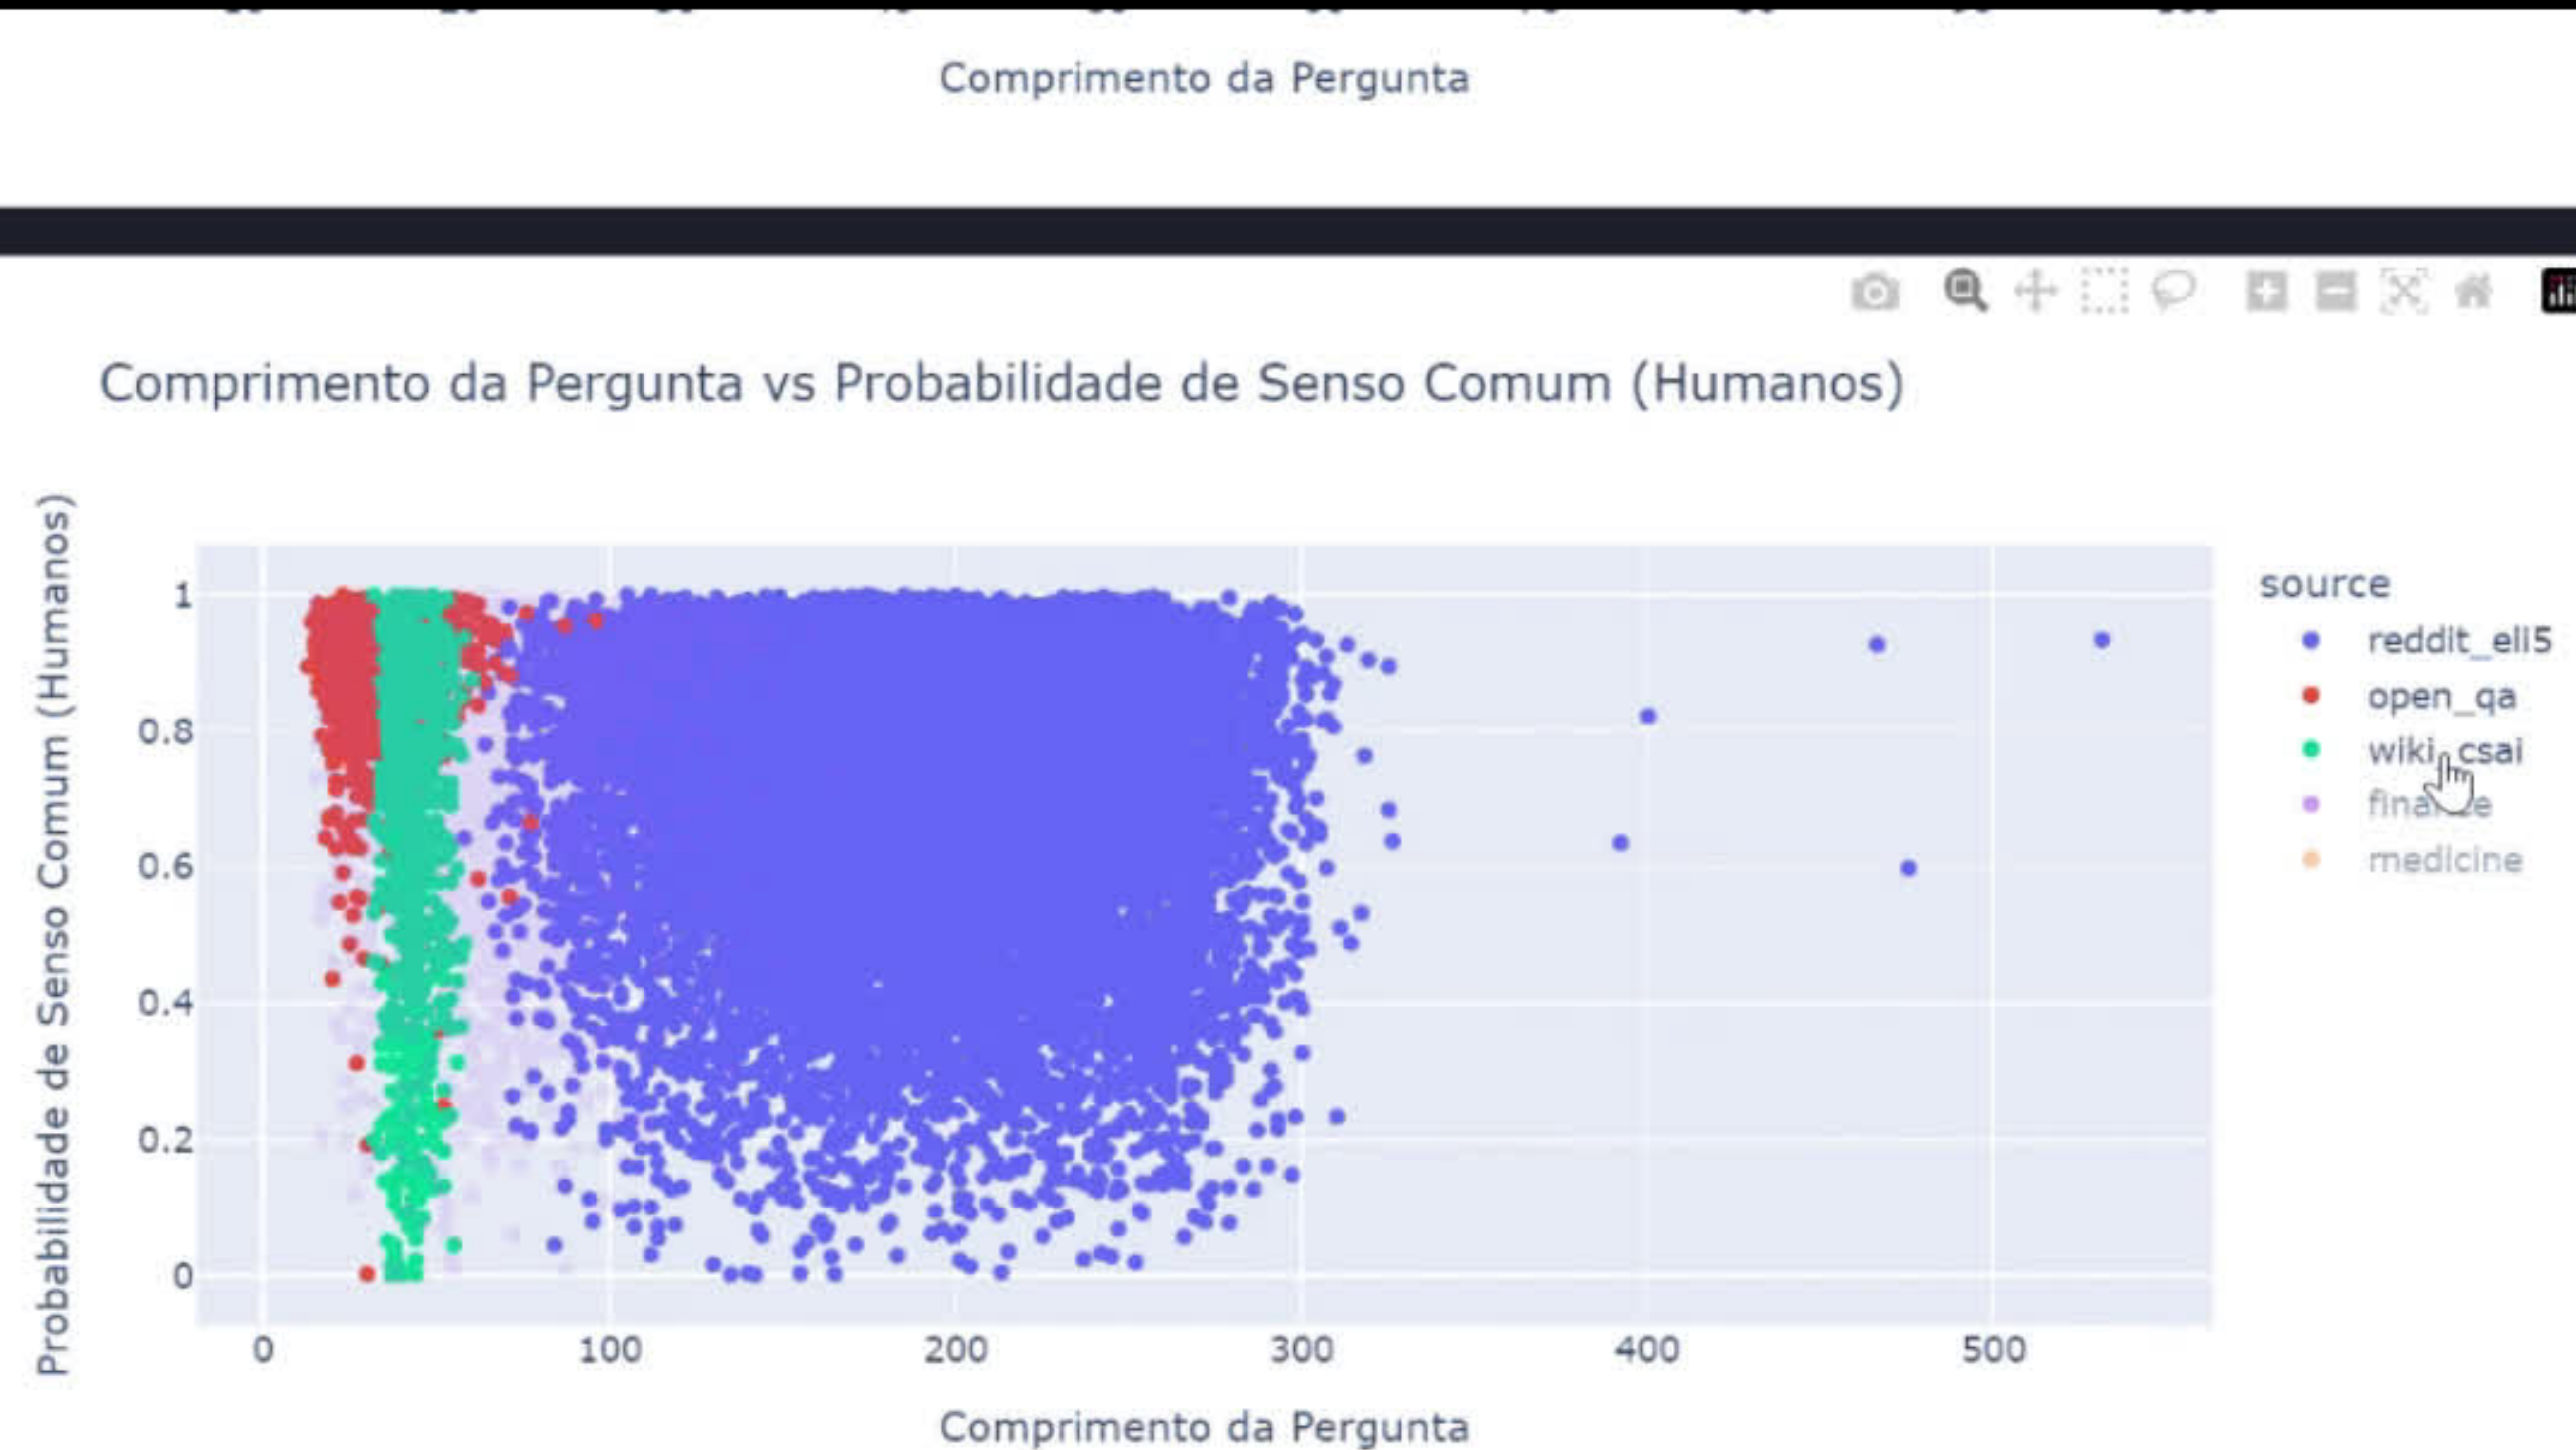 Comprimento da Pergunta
Comprimento da Pergunta vs Probabilidade de Senso Comum (Humanos)
Probabilidade de Senso Comum (Humanos)
1
0.8
0.6
0.4
0.2
0
0 100 200 300 400 500
Comprimento da Pergunta
source
reddit_eli5
open_qa
wiki_csai
finance
medicine